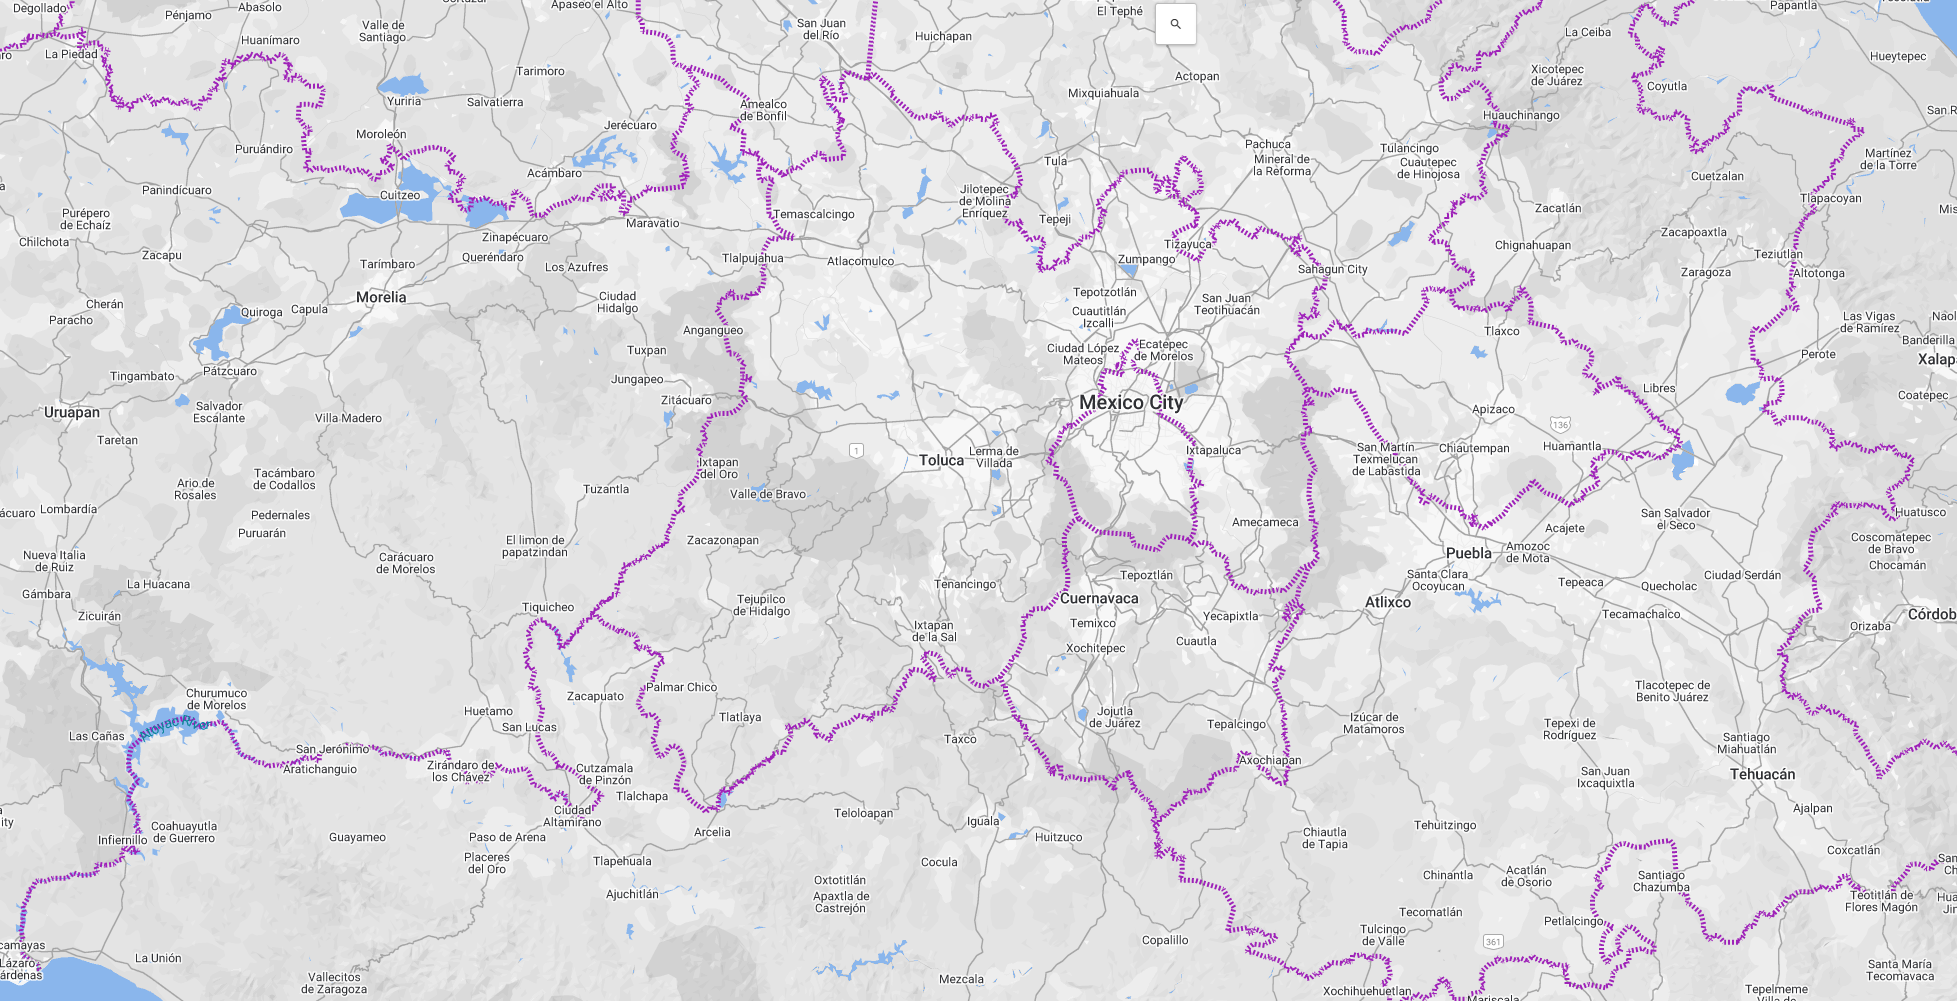 Degollado
Pénjamo
Abasolo
Cortazar
Apaseo el Alto
El Tephé
Papantla
Valle de
Santiago
San Juan
del Río
Huichapan
La Ceiba
Huanímaro
La Piedad
Hueytepec
Tarimoro
Actopan
Xicotepec
de Juárez
Coyutla
Yuriria
Salvatierra
Amealco
de Bonfil
Mixquiahuala
Huauchinango
Moroleón
Jerécuaro
Puruándiro
Pachuca
Mineral de
la Reforma
Tulancingo
Cuautepec
de Hinojosa
Martínez
de la Torre
Tula
Acámbaro
Cuetzalan
Panindícuaro
Cuitzeo
Jilotepec
de Molina
Enríquez
Tlapacoyan
Purépero
de Echaíz
Temascalcingo
Tepeji
Zacatlán
Maravatío
Zacapoaxtla
Chilchota
Zinapécuaro
Tizayuca
Chignahuapan
Zacapu
Queréndaro
Tlalpujahua
Atlacomulco
Zumpango
Teziutlán
Tarímbaro
Los Azufres
Sahagun City
Zaragoza
Altotonga
Morelia
Cherán
Paracho
Quiroga
Capula
Ciudad
Hidalgo
Tepotzotlán
San Juan
Teotihuacán
Cuautitlán
Izcalli
Las Vigas
de Ramírez
Angangueo
Tlaxco
Banderilla
Tuxpan
Ciudad López
Mateos
Ecatepec
de Morelos
Perote
Pátzcuaro
Tingambato
Jungapeo
Libres
Zitácuaro
Mexico City
Coatepec
Uruapan
Salvador
Escalante
Villa Madero
Apizaco
136
Taretan
1
Toluca
Lerma de
Villada
Ixtapaluca
San Martín
Texmelucan
de Labastida
Chiautempan
Huamantla
Ixtapan
del Oro
Tacámbaro
de Codallos
Ario de
Rosales
Tuzantla
Valle de Bravo
Lombardía
Pedernales
Puruarán
Amecameca
San Salvador
el Seco
Huatusco
Acajete
El limon de
papatzindan
Zacazonapan
Puebla
Amozoc
de Mota
Coscomatepec
de Bravo
Chocamán
Nueva Italia
de Ruiz
Carácuaro
de Morelos
La Huacana
Tenancingo
Tepoztlán
Santa Clara
Ocoyucan
Tepeaca
Quecholac
Ciudad Serdán
Gámbara
Zicuirán
Tiquicheo
Tejupilco
de Hidalgo
Cuernavaca
Atlixco
Yecapixtla
Tecamachalco
Orizaba
Ixtapan
de la Sal
Temixco
Cuautla
Xochitepec
Churumuco
de Morelos
Zacapuato
Palmar Chico
Tlacotepec de
Benito Juárez
Huetamo
San Lucas
Tlatlaya
Jojutla
de Juárez
Tepalcingo
Izúcar de
Matamoros
Tepexi de
Rodríguez
Las Cañas
San Jerónimo
Aratichanguio
Taxco
Santiago
Miahuatlán
Zirándaro de
los Chávez
Cutzamala
de Pinzón
Axochiapan
San Juan
Ixcaquixtla
Tehuacán
Tlalchapa
Ciudad
Altamirano
Teloloapan
Iguala
Ajalpan
Coahuayutla
de Guerrero
Infiernillo
Guayameo
Paso de Arena
Arcelia
Huitzuco
Chiautla
de Tapia
Tehuitzingo
Coxcatlán
Placeres
del Oro
Tlapehuala
Cocula
Chinantla
Acatlán
de Osorio
Santiago
Chazumba
Ajuchitlán
Oxtotitlán
Apaxtla de
Castrejón
Teotitlán de
Flores Magón
Tecomatlán
Petlalcingo
Tulcingo
de Valle
361
Copalillo
La Unión
Lázaro
Vallecitos
de Zaragoza
Mezcala
Xochihuehuetlan
Mariscala
Santa María
Tecomavaca
Tepelmeme